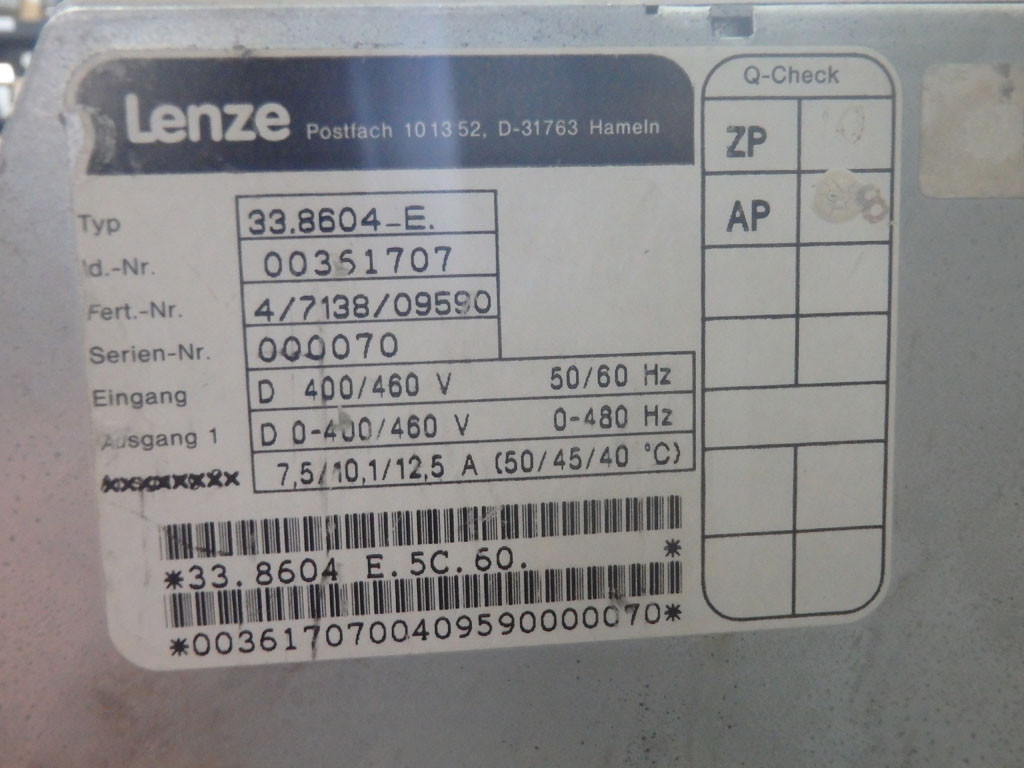 Lenze Postfach 10 13 52, D-31763 Hameln
Typ 33.8604-E.
Id.-Nr. 00361707
Fert.-Nr. 4/7138/09590
Serien-Nr. 000070
Eingang D 400/460 V 50/60 Hz
Ausgang 1 D 0-400/460 V 0-480 Hz
7,5/10,1/12,5 A (50/45/40 °C)
*33.8604 E.5C.60. *
*0036170700409590000070*
Q-Check
ZP
AP